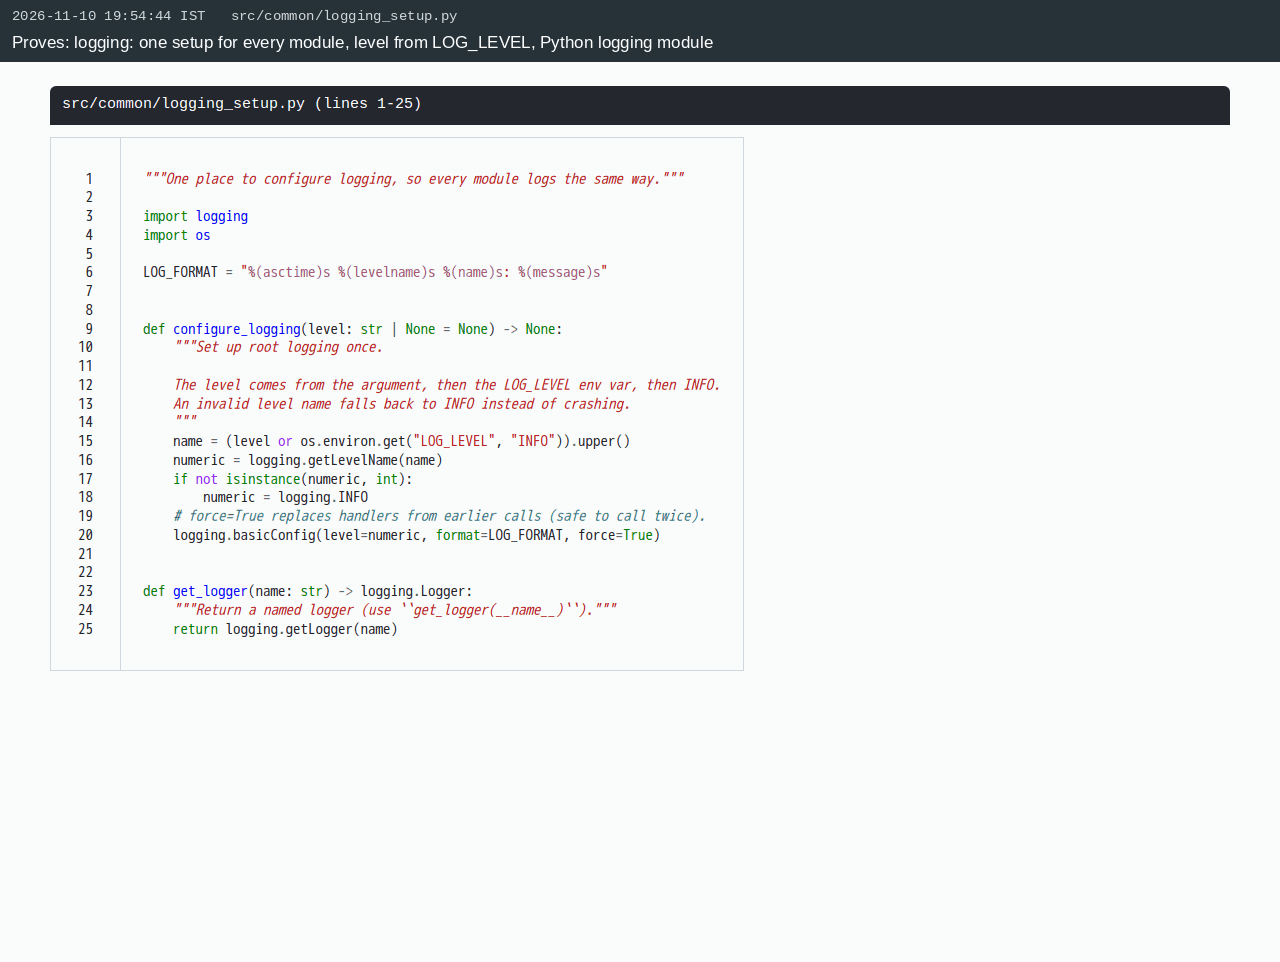 2026-11-10 19:54:44 IST   src/common/logging_setup.py
Proves: logging: one setup for every module, level from LOG_LEVEL, Python logging module
src/common/logging_setup.py (lines 1-25)
1 """One place to configure logging, so every module logs the same way."""
2
3 import logging
4 import os
5
6 LOG_FORMAT = "%(asctime)s %(levelname)s %(name)s: %(message)s"
7
8
9 def configure_logging(level: str | None = None) -> None:
10     """Set up root logging once.
11
12     The level comes from the argument, then the LOG_LEVEL env var, then INFO.
13     An invalid level name falls back to INFO instead of crashing.
14     """
15     name = (level or os.environ.get("LOG_LEVEL", "INFO")).upper()
16     numeric = logging.getLevelName(name)
17     if not isinstance(numeric, int):
18         numeric = logging.INFO
19     # force=True replaces handlers from earlier calls (safe to call twice).
20     logging.basicConfig(level=numeric, format=LOG_FORMAT, force=True)
21
22
23 def get_logger(name: str) -> logging.Logger:
24     """Return a named logger (use ``get_logger(__name__)``)."""
25     return logging.getLogger(name)